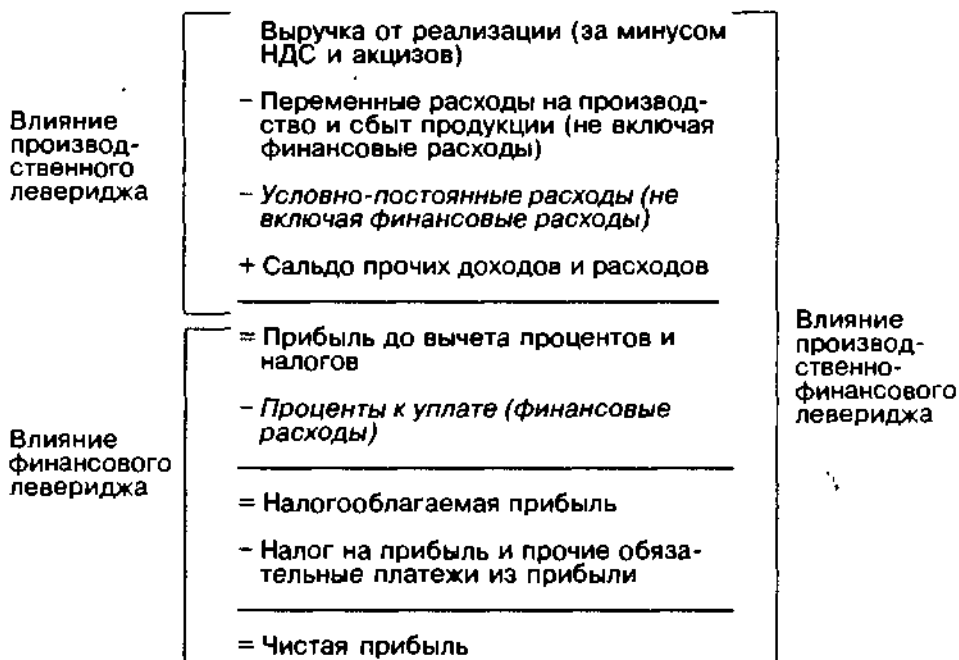 Выручка от реализации (за минусом
НДС и акцизов)
– Переменные расходы на производ-
ство и сбыт продукции (не включая
финансовые расходы)
– Условно-постоянные расходы (не
включая финансовые расходы)
+ Сальдо прочих доходов и расходов
Влияние
производ-
ственного
левериджа
= Прибыль до вычета процентов и
налогов
– Проценты к уплате (финансовые
расходы)
= Налогооблагаемая прибыль
– Налог на прибыль и прочие обяза-
тельные платежи из прибыли
= Чистая прибыль
Влияние
финансового
левериджа
Влияние
производ-
ственно-
финансового
левериджа